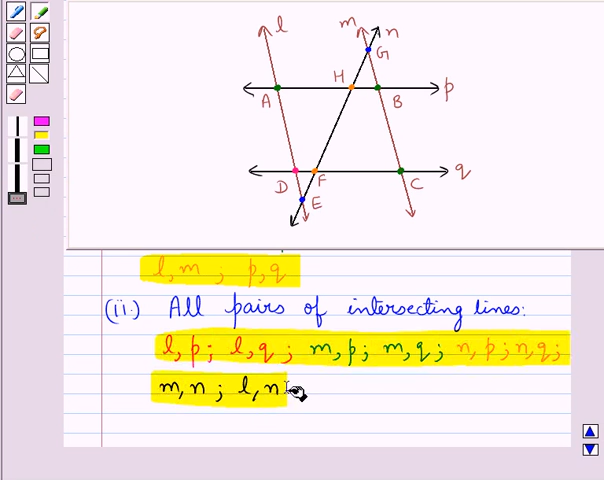 l
m
n
G
H
A
B
p
D
F
C
q
E
l, m ; p, q
(ii.) All pairs of intersecting lines:
l, p ; l, q ; m, p ; m, q ; n, p ; n, q ;
m, n ; l, n